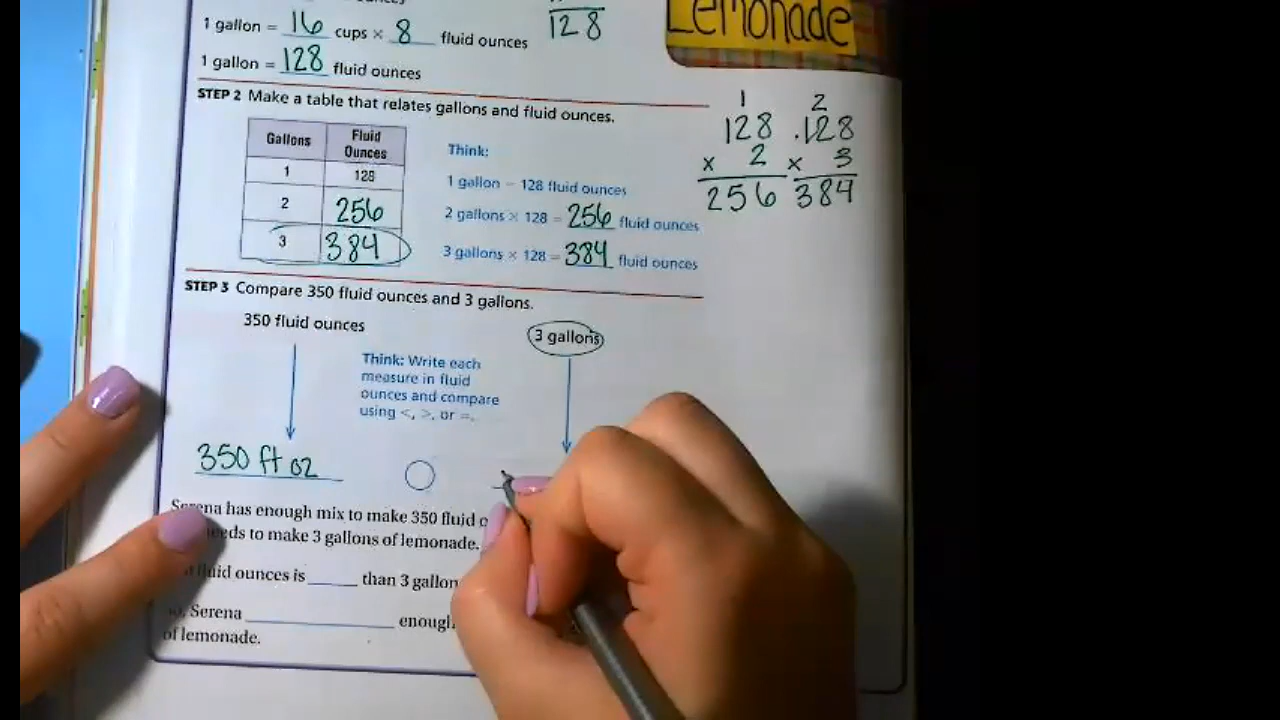 Lemonade
1 gallon = 16 cups × 8 fluid ounces
128
1 gallon = 128 fluid ounces
STEP 2 Make a table that relates gallons and fluid ounces.
Gallons Fluid Ounces
1 128
2 256
3 384
Think:
1 gallon = 128 fluid ounces
2 gallons × 128 = 256 fluid ounces
3 gallons × 128 = 384 fluid ounces
1
128
× 2
256
2
.128
× 3
384
STEP 3 Compare 350 fluid ounces and 3 gallons.
350 fluid ounces
3 gallons
Think: Write each
measure in fluid
ounces and compare
using <, >, or =.
350 ft oz
Serena has enough mix to make 350 fluid
to make 3 gallons of lemonade.
fluid ounces is ____ than 3
Serena ____
of lemonade.